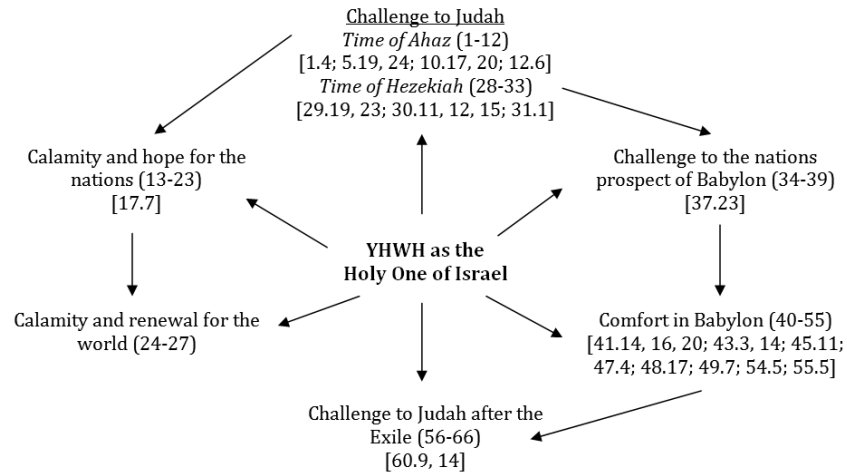 Challenge to Judah
Time of Ahaz (1-12)
[1.4; 5.19, 24; 10.17, 20; 12.6]
Time of Hezekiah (28-33)
[29.19, 23; 30.11, 12, 15; 31.1]
Calamity and hope for the
nations (13-23)
[17.7]
Challenge to the nations
prospect of Babylon (34-39)
[37.23]
YHWH as the
Holy One of Israel
Calamity and renewal for the
world (24-27)
Comfort in Babylon (40-55)
[41.14, 16, 20; 43.3, 14; 45.11;
47.4; 48.17; 49.7; 54.5; 55.5]
Challenge to Judah after the
Exile (56-66)
[60.9, 14]